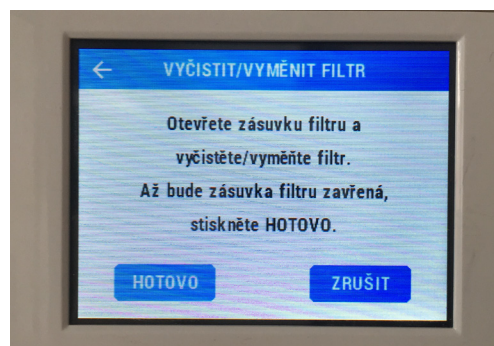 VYČISTIT/VYMĚNIT FILTR
Otevřete zásuvku filtru a
vyčistěte/vyměňte filtr.
Až bude zásuvka filtru zavřená,
stiskněte HOTOVO.
HOTOVO
ZRUŠIT